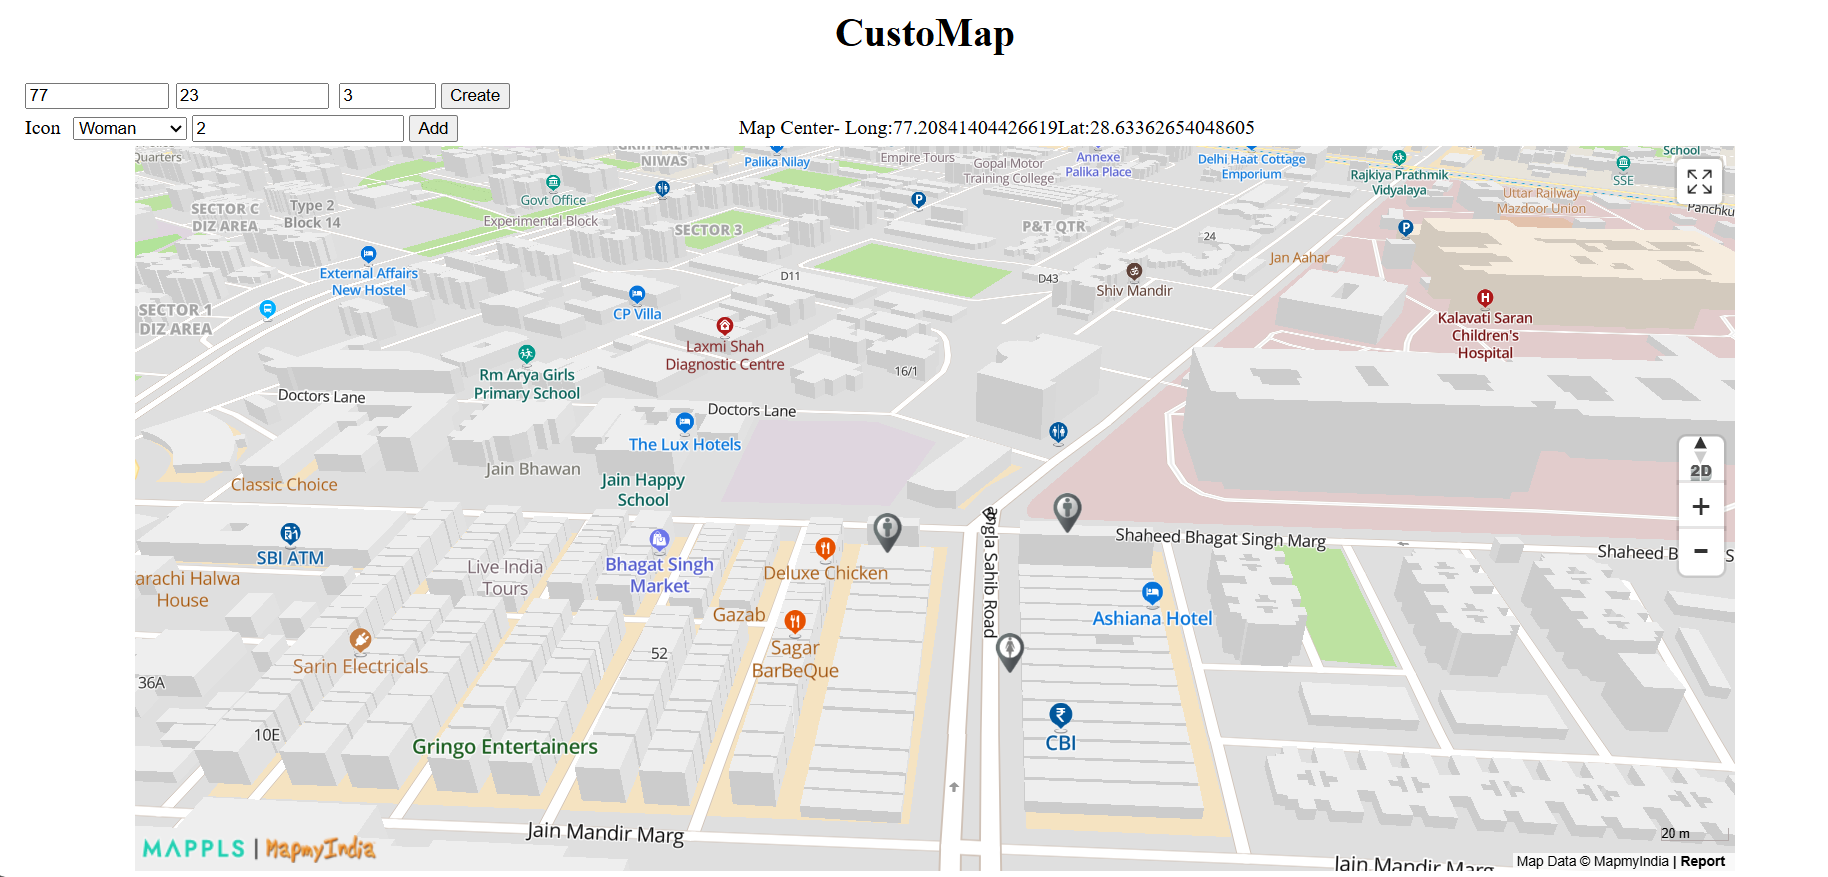 CustoMap
77
23
3
Create
Icon
Woman
2
Add
Map Center- Long:77.20841404426619Lat:28.63362654048605
Quarters
NIWAS
Palika Nilay
Empire Tours
Gopal Motor
Training College
Annexe
Palika Place
Delhi Haat Cottage
Emporium
Rajkiya Prathmik
Vidyalaya
School
SSE
Uttar Railway
Mazdoor Union
Panchku
SECTOR C
DIZ AREA
Type 2
Block 14
Govt Office
Experimental Block
SECTOR 3
P
P&T QTR
24
P
Jan Aahar
External Affairs
New Hostel
D11
D43
Shiv Mandir
SECTOR 1
DIZ AREA
CP Villa
H
Kalavati Saran
Children's
Hospital
Laxmi Shah
Diagnostic Centre
Rm Arya Girls
Primary School
16/1
Doctors Lane
Doctors Lane
The Lux Hotels
Jain Bhawan
Jain Happy
School
Classic Choice
2D
+
-
SBI ATM
arachi Halwa
House
Live India
Tours
Bhagat Singh
Market
Deluxe Chicken
angla Sahib Road
Shaheed Bhagat Singh Marg
Shaheed B
S
Gazab
Ashiana Hotel
Sarin Electricals
52
Sagar
BarBeQue
36A
10E
Gringo Entertainers
₹
CBI
Jain Mandir Marg
20 m
MAPPLS | MapmyIndia
Jain Mandir Marg
Map Data © MapmyIndia | Report